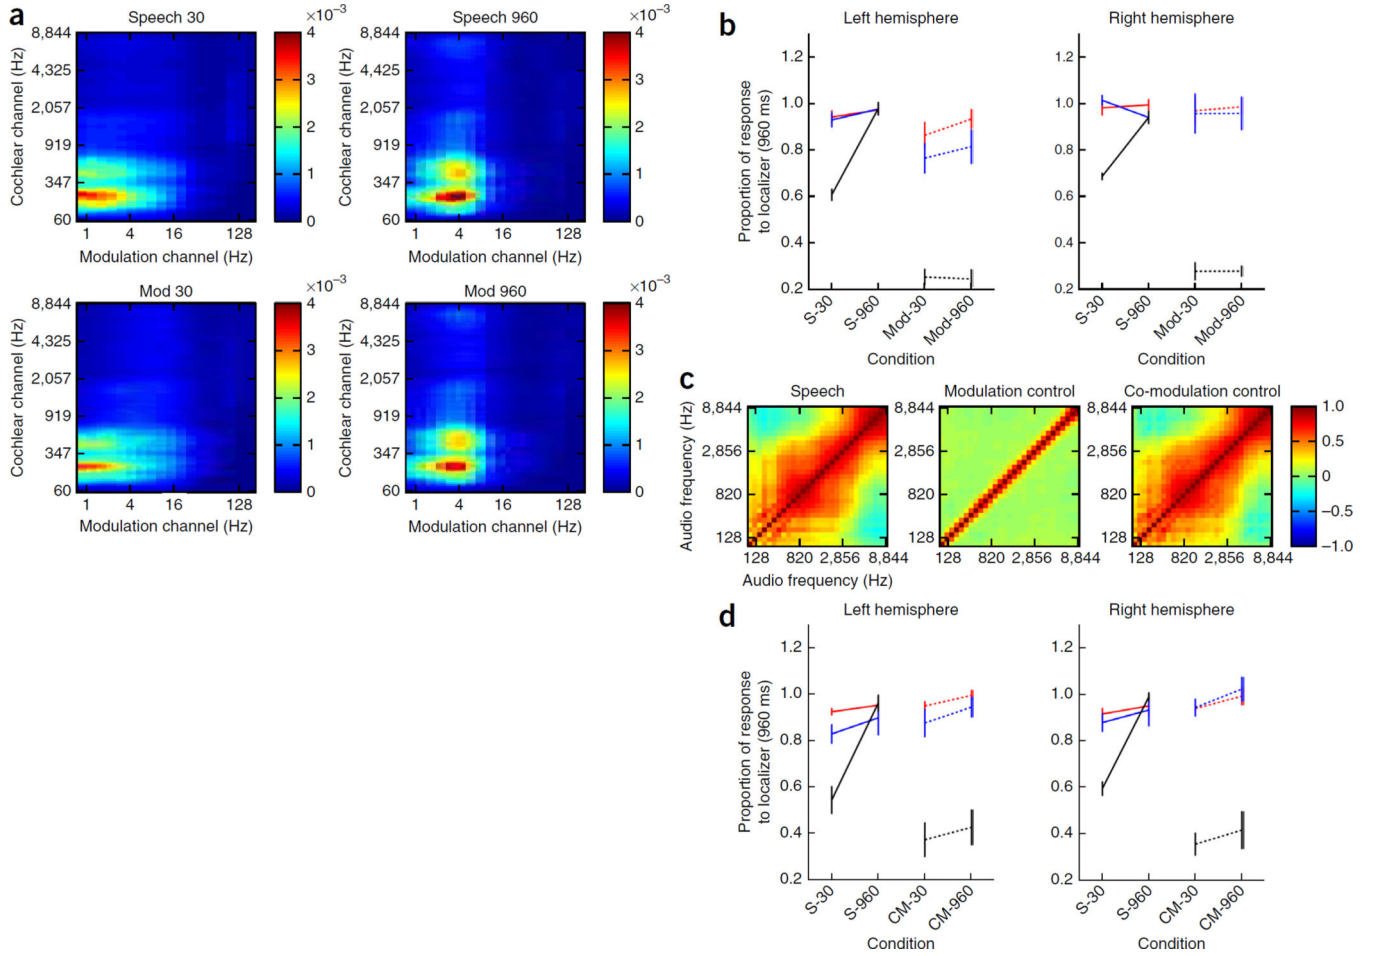 a
Speech 30
×10⁻³
8,844
4,325
2,057
919
347
60
Cochlear channel (Hz)
1 4 16 128
Modulation channel (Hz)
4
3
2
1
0
Speech 960
×10⁻³
8,844
4,325
2,057
919
347
60
Cochlear channel (Hz)
1 4 16 128
Modulation channel (Hz)
4
3
2
1
0
Mod 30
×10⁻³
8,844
4,325
2,057
919
347
60
Cochlear channel (Hz)
1 4 16 128
Modulation channel (Hz)
4
3
2
1
0
Mod 960
×10⁻³
8,844
4,325
2,057
919
347
60
Cochlear channel (Hz)
1 4 16 128
Modulation channel (Hz)
4
3
2
1
0
b
Left hemisphere
Right hemisphere
Proportion of response
to localizer (960 ms)
1.2
1.0
0.8
0.6
0.4
0.2
S-30
S-960
Mod-30
Mod-960
Condition
1.2
1.0
0.8
0.6
0.4
0.2
S-30
S-960
Mod-30
Mod-960
Condition
c
Speech
Modulation control
Co-modulation control
Audio frequency (Hz)
8,844
2,856
820
128
128 820 2,856 8,844
Audio frequency (Hz)
8,844
2,856
820
128
128 820 2,856 8,844
8,844
2,856
820
128
128 820 2,856 8,844
1.0
0.5
0
−0.5
−1.0
d
Left hemisphere
Right hemisphere
Proportion of response
to localizer (960 ms)
1.2
1.0
0.8
0.6
0.4
0.2
S-30
S-960
CM-30
CM-960
Condition
1.2
1.0
0.8
0.6
0.4
0.2
S-30
S-960
CM-30
CM-960
Condition